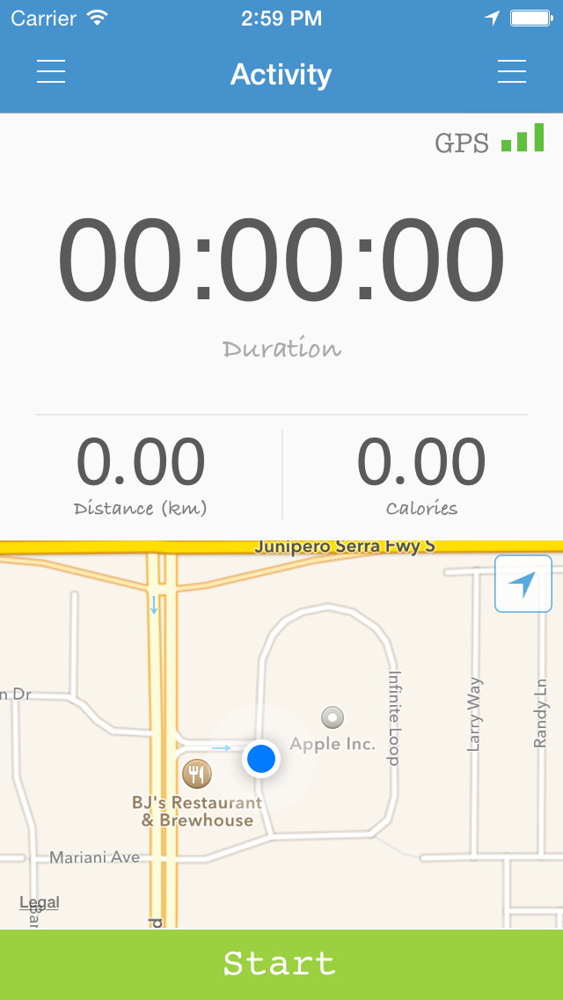 Carrier 2:59 PM
Activity
GPS
00:00:00
Duration
0.00 0.00
Distance (km) Calories
Junipero Serra Fwy S
n Dr
Infinite Loop
Larry Way
Randy Ln
Apple Inc.
BJ's Restaurant
& Brewhouse
Mariani Ave
Legal
Bar
d
Start